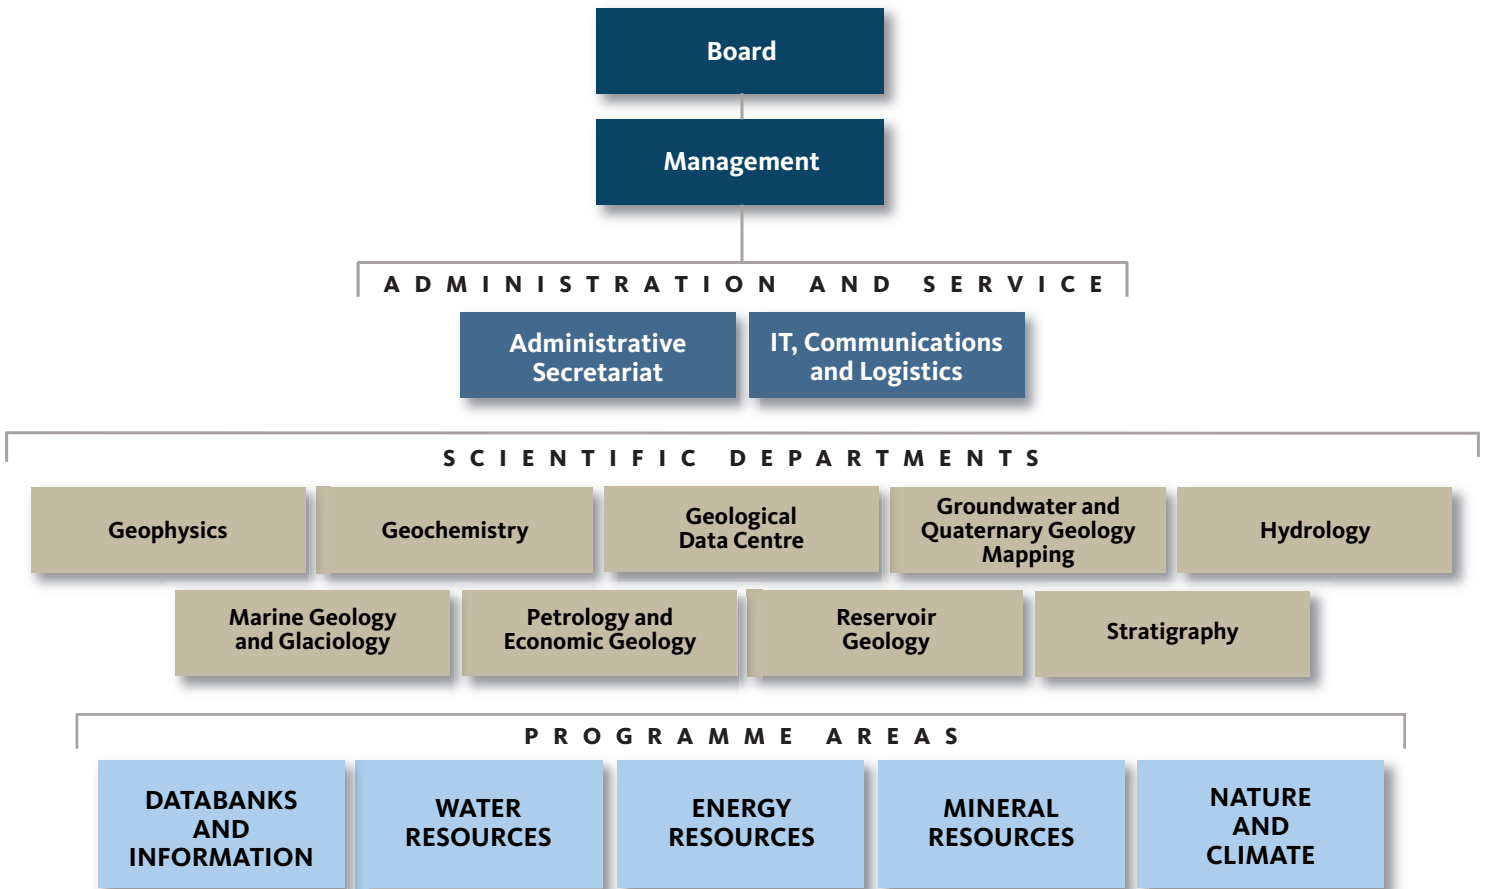 Board
Management
ADMINISTRATION AND SERVICE
Administrative
Secretariat
IT, Communications
and Logistics
SCIENTIFIC DEPARTMENTS
Geophysics
Geochemistry
Geological
Data Centre
Groundwater and
Quaternary Geology
Mapping
Hydrology
Marine Geology
and Glaciology
Petrology and
Economic Geology
Reservoir
Geology
Stratigraphy
PROGRAMME AREAS
DATABANKS
AND
INFORMATION
WATER
RESOURCES
ENERGY
RESOURCES
MINERAL
RESOURCES
NATURE
AND
CLIMATE